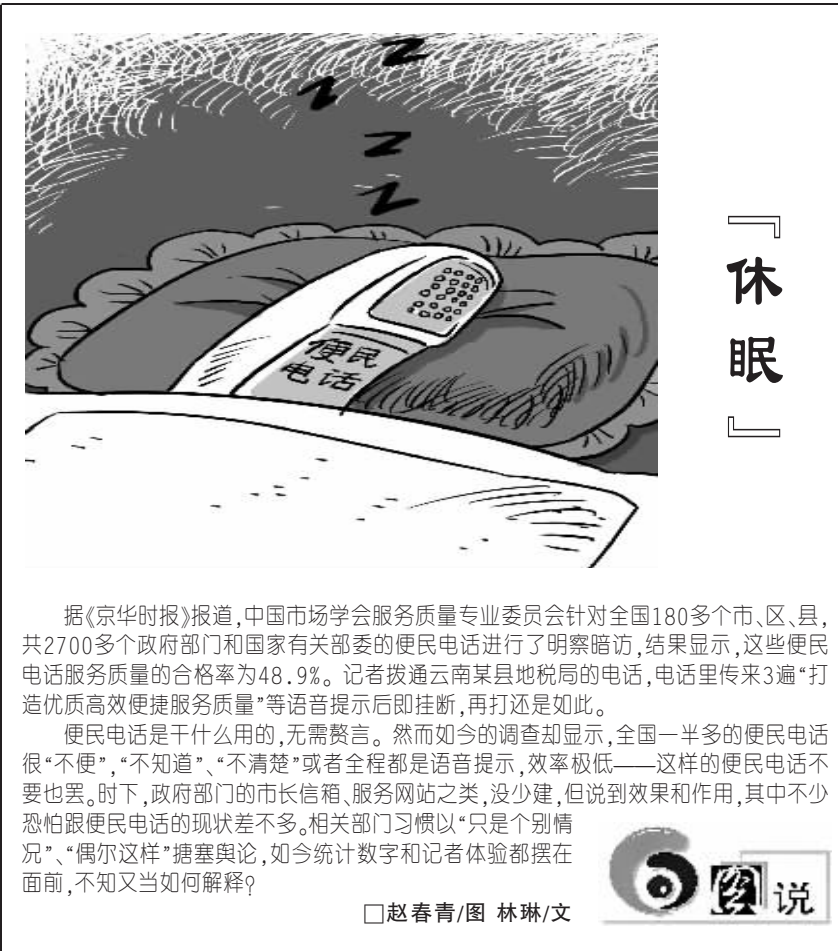 『休眠』
便民
电话
据《京华时报》报道,中国市场学会服务质量专业委员会针对全国180多个市、区、县,
共2700多个政府部门和国家有关部委的便民电话进行了明察暗访,结果显示,这些便民
电话服务质量的合格率为48.9%。记者拨通云南某县地税局的电话,电话里传来3遍“打
造优质高效便捷服务质量”等语音提示后即挂断,再打还是如此。
便民电话是干什么用的,无需赘言。然而如今的调查却显示,全国一半多的便民电话
很“不便”,“不知道”、“不清楚”或者全程都是语音提示,效率极低——这样的便民电话不
要也罢。时下,政府部门的市长信箱、服务网站之类,没少建,但说到效果和作用,其中不少
恐怕跟便民电话的现状差不多。相关部门习惯以“只是个别情
况”、“偶尔这样”搪塞舆论,如今统计数字和记者体验都摆在
面前,不知又当如何解释?
□赵春青/图 林琳/文
图说